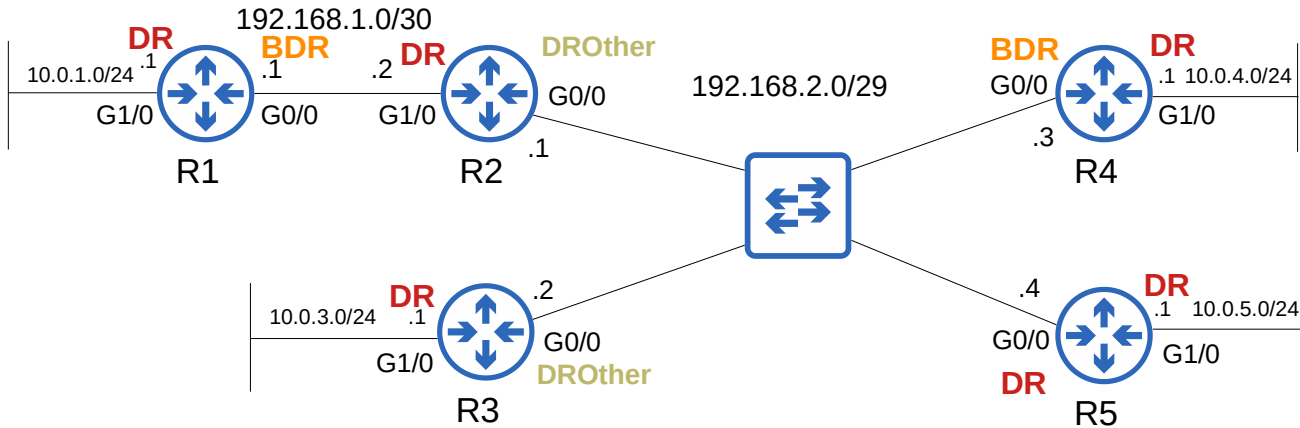 192.168.1.0/30
DR
BDR
DR
DROther
BDR
DR
10.0.1.0/24
.1
.1
.2
G0/0
192.168.2.0/29
G0/0
.1
10.0.4.0/24
G1/0
G0/0
G1/0
G1/0
.1
.3
R1
R2
R4
DR
.2
.4
DR
10.0.3.0/24
.1
.1
10.0.5.0/24
G1/0
G0/0
G0/0
G1/0
DROther
DR
R3
R5